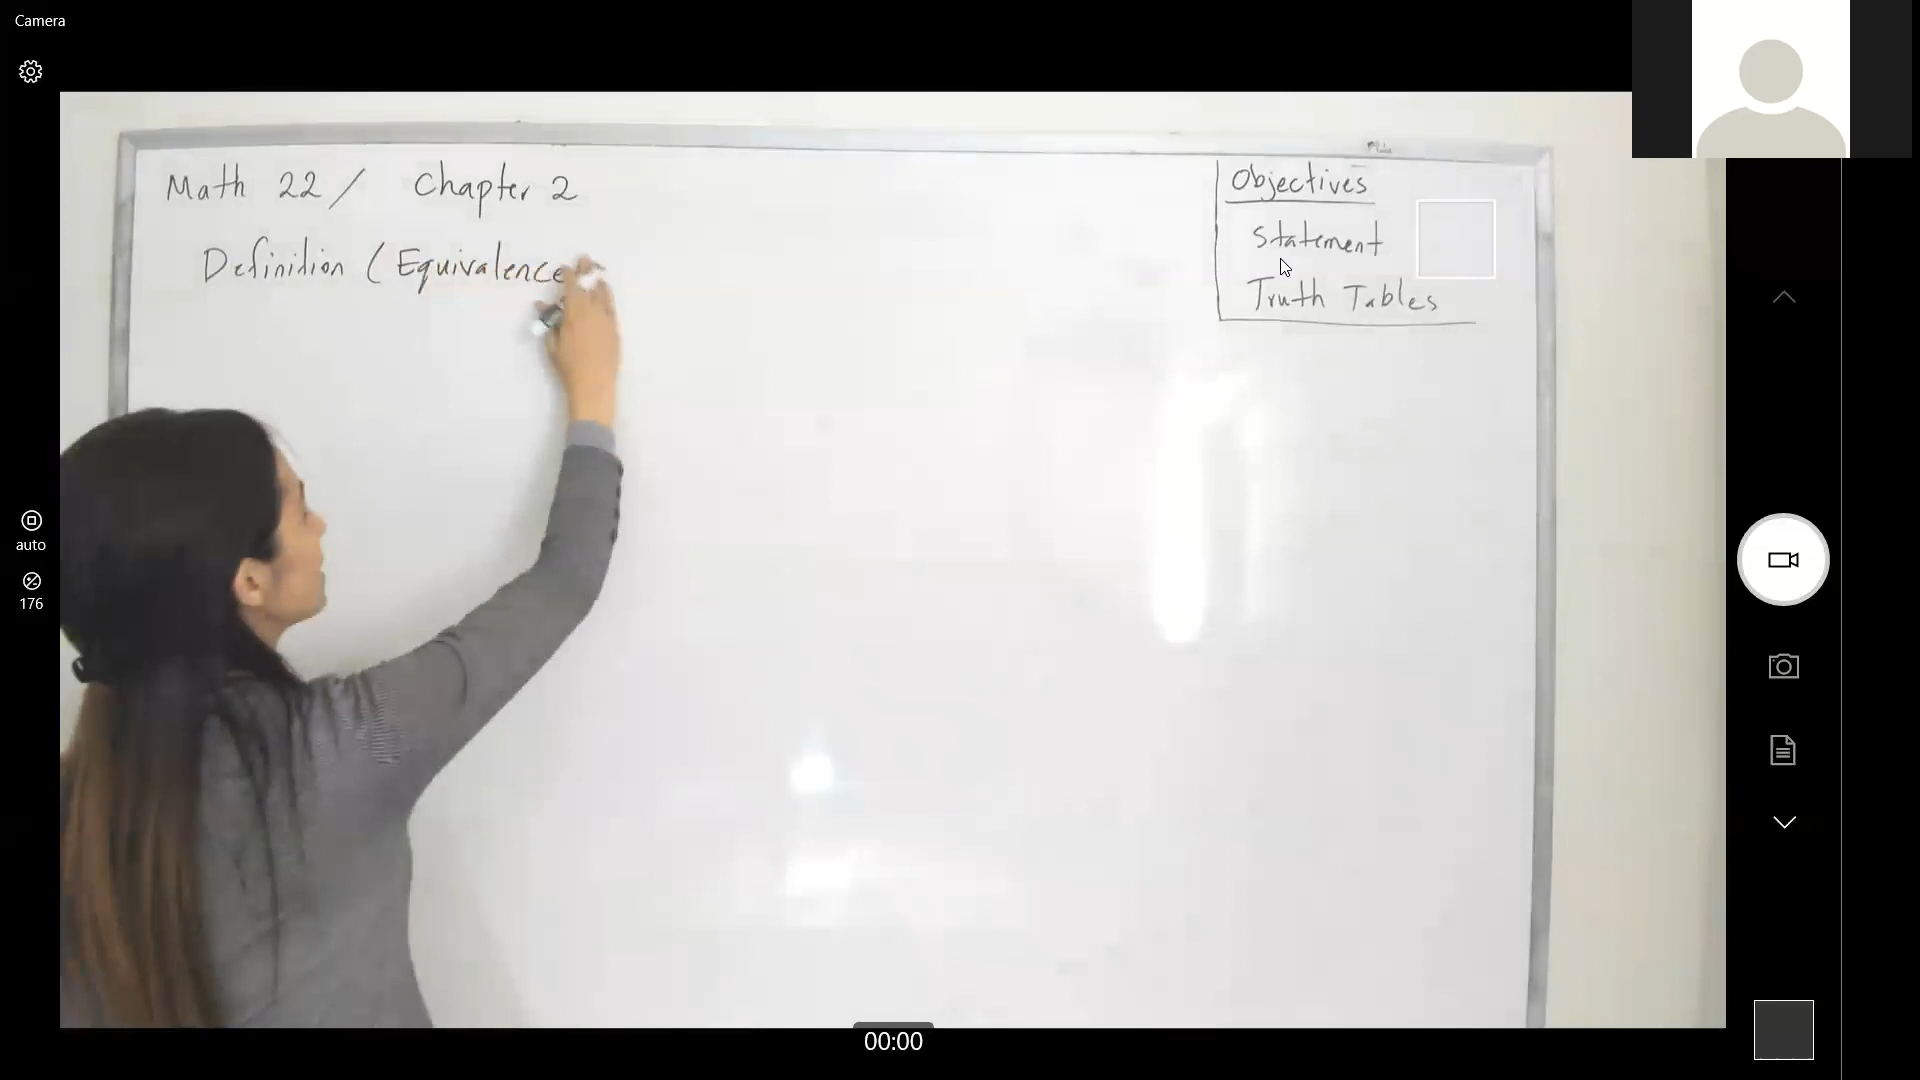 Camera
Math 22 / Chapter 2
Definition (Equivalence
Objectives
Statement
Truth Tables
auto
176
00:00